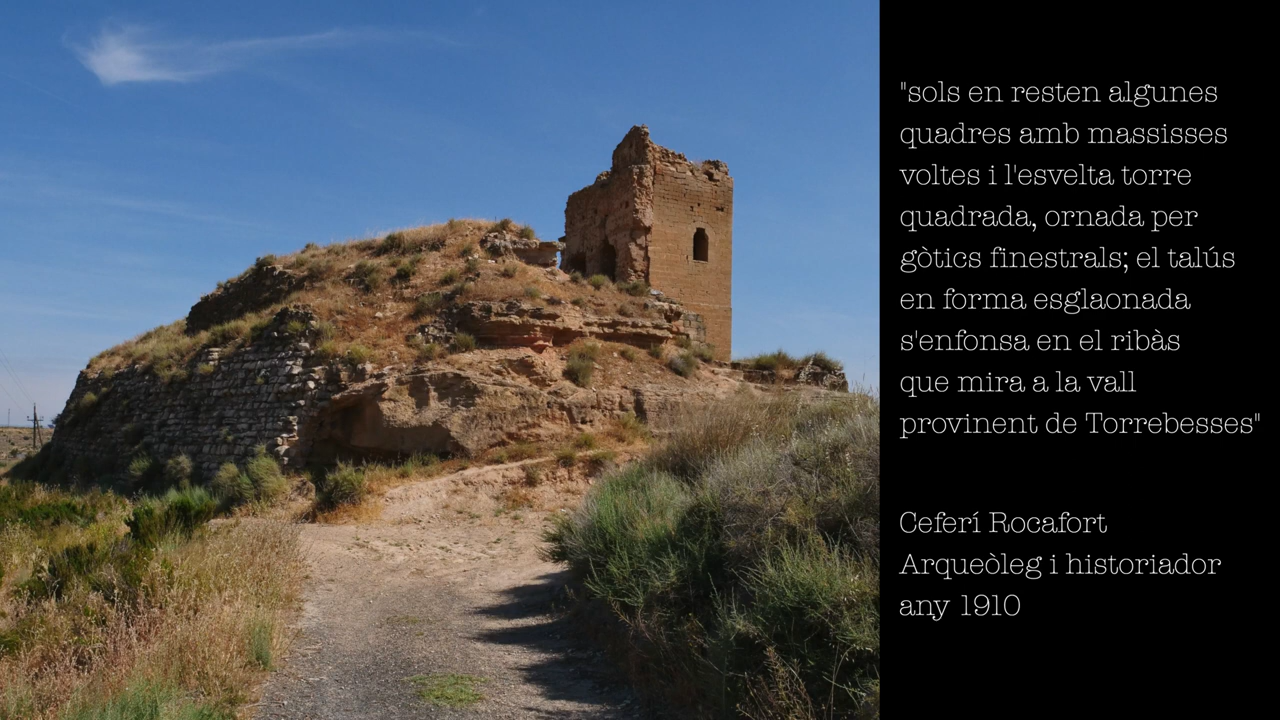 "sols en resten algunes
quadres amb massisses
voltes i l'esvelta torre
quadrada, ornada per
gòtics finestrals; el talús
en forma esglaonada
s'enfonsa en el ribàs
que mira a la vall
provinent de Torrebesses"
Ceferí Rocafort
Arqueòleg i historiador
any 1910